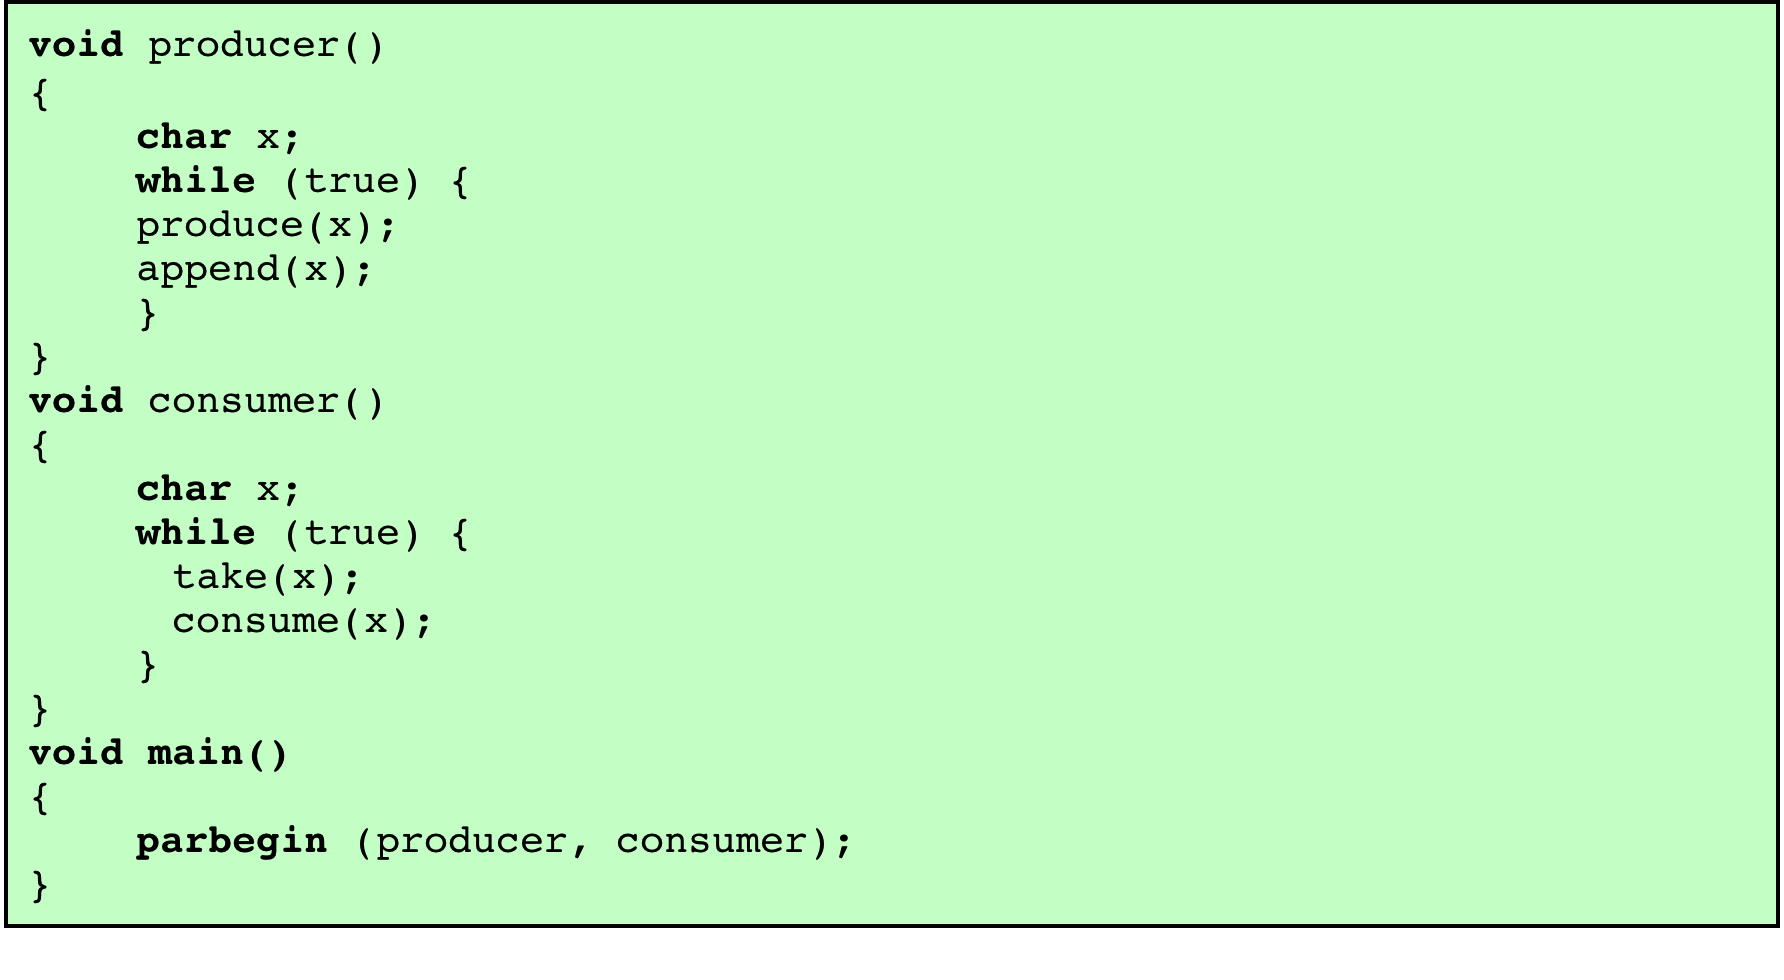 void producer()
{
char x;
while (true) {
produce(x);
append(x);
}
}
void consumer()
{
char x;
while (true) {
take(x);
consume(x);
}
}
void main()
{
parbegin (producer, consumer);
}